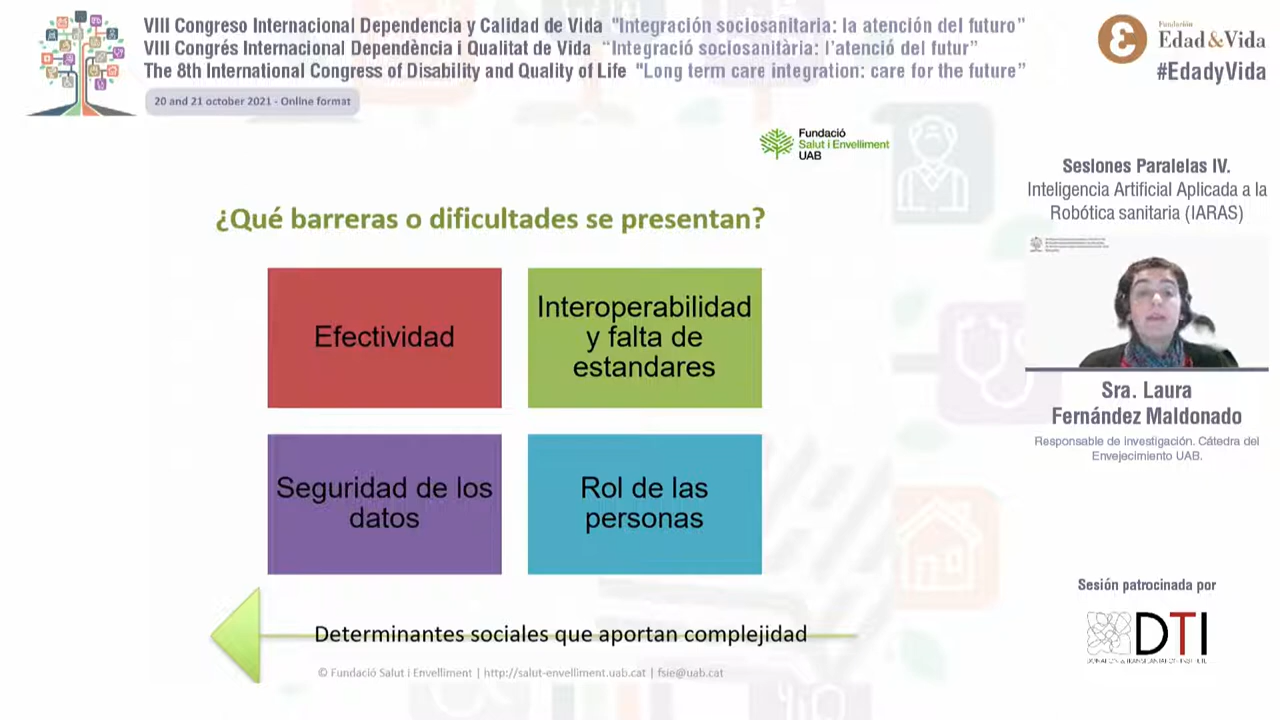 VIII Congreso Internacional Dependencia y Calidad de Vida "Integración sociosanitaria: la atención del futuro"
VIII Congrés Internacional Dependència i Qualitat de Vida "Integració sociosanitària: l'atenció del futur"
The 8th International Congress of Disability and Quality of Life "Long term care integration: care for the future"
20 and 21 october 2021 - Online format
Fundación
Edad&Vida
#EdadyVida
Fundació
Salut i Envelliment
UAB
Sesiones Paralelas IV.
Inteligencia Artificial Aplicada a la
Robótica sanitaria (IARAS)
¿Qué barreras o dificultades se presentan?
Efectividad
Interoperabilidad
y falta de
estandares
Seguridad de los
datos
Rol de las
personas
Determinantes sociales que aportan complejidad
© Fundació Salut i Envelliment | http://salut-envelliment.uab.cat | fsie@uab.cat
Sra. Laura
Fernández Maldonado
Responsable de investigación. Cátedra del
Envejecimiento UAB.
Sesión patrocinada por
DTI
DONATION & TRANSPLANTATION INSTITUTE